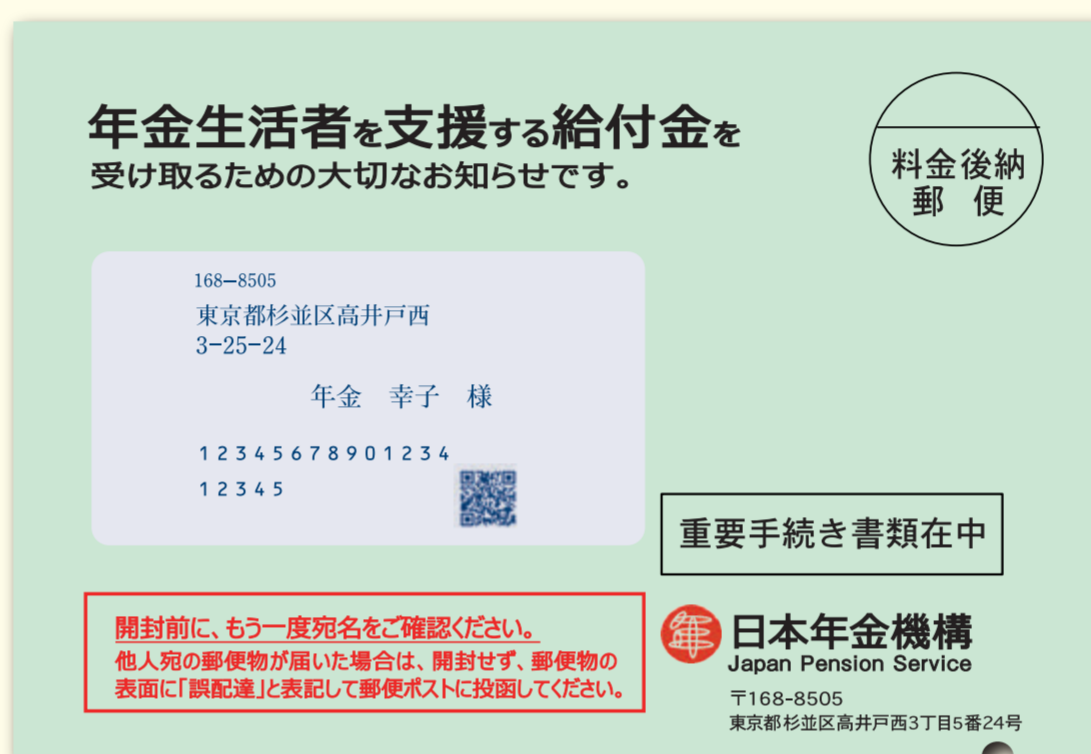 年金生活者を支援する給付金を
受け取るための大切なお知らせです。
料金後納
郵 便
168-8505
東京都杉並区高井戸西
3-25-24
年金 幸子 様
12345678901234
12345
重要手続き書類在中
開封前に、もう一度宛名をご確認ください。
他人宛の郵便物が届いた場合は、開封せず、郵便物の
表面に「誤配達」と表記して郵便ポストに投函してください。
日本年金機構
Japan Pension Service
〒168-8505
東京都杉並区高井戸西3丁目5番24号